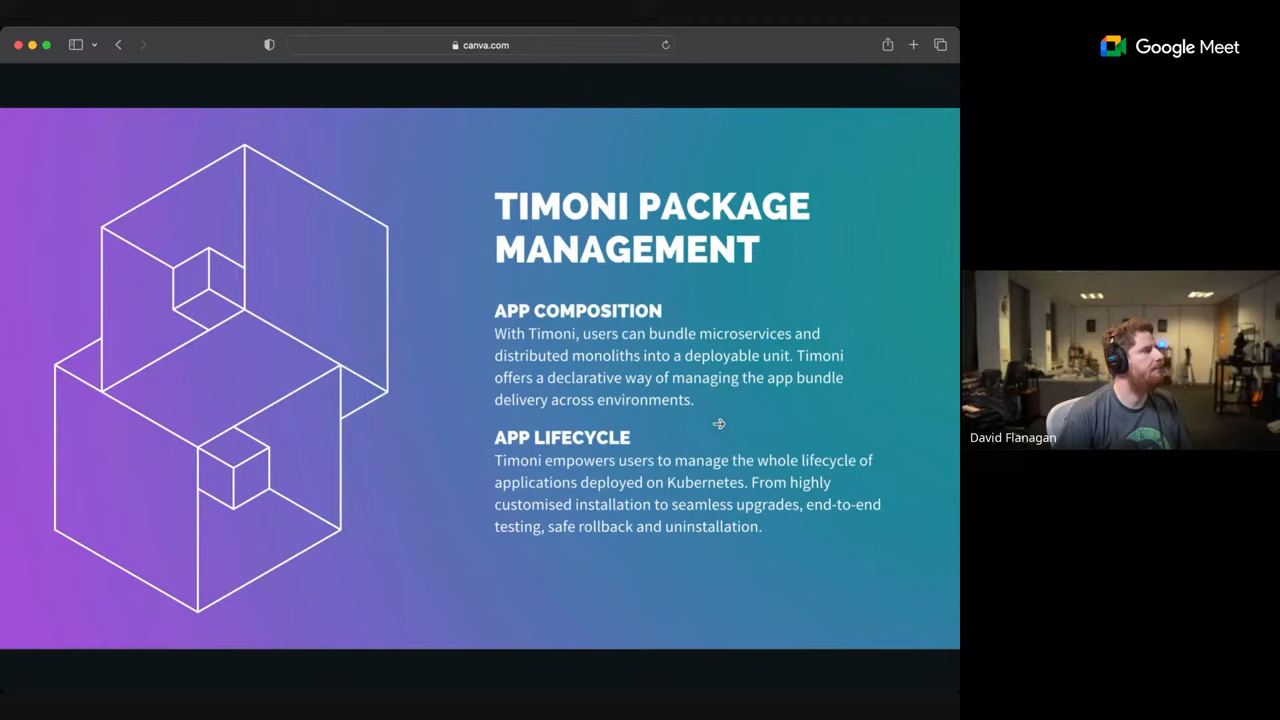 canva.com
Google Meet
TIMONI PACKAGE
MANAGEMENT
APP COMPOSITION
With Timoni, users can bundle microservices and
distributed monoliths into a deployable unit. Timoni
offers a declarative way of managing the app bundle
delivery across environments.
APP LIFECYCLE
Timoni empowers users to manage the whole lifecycle of
applications deployed on Kubernetes. From highly
customised installation to seamless upgrades, end-to-end
testing, safe rollback and uninstallation.
David Flanagan